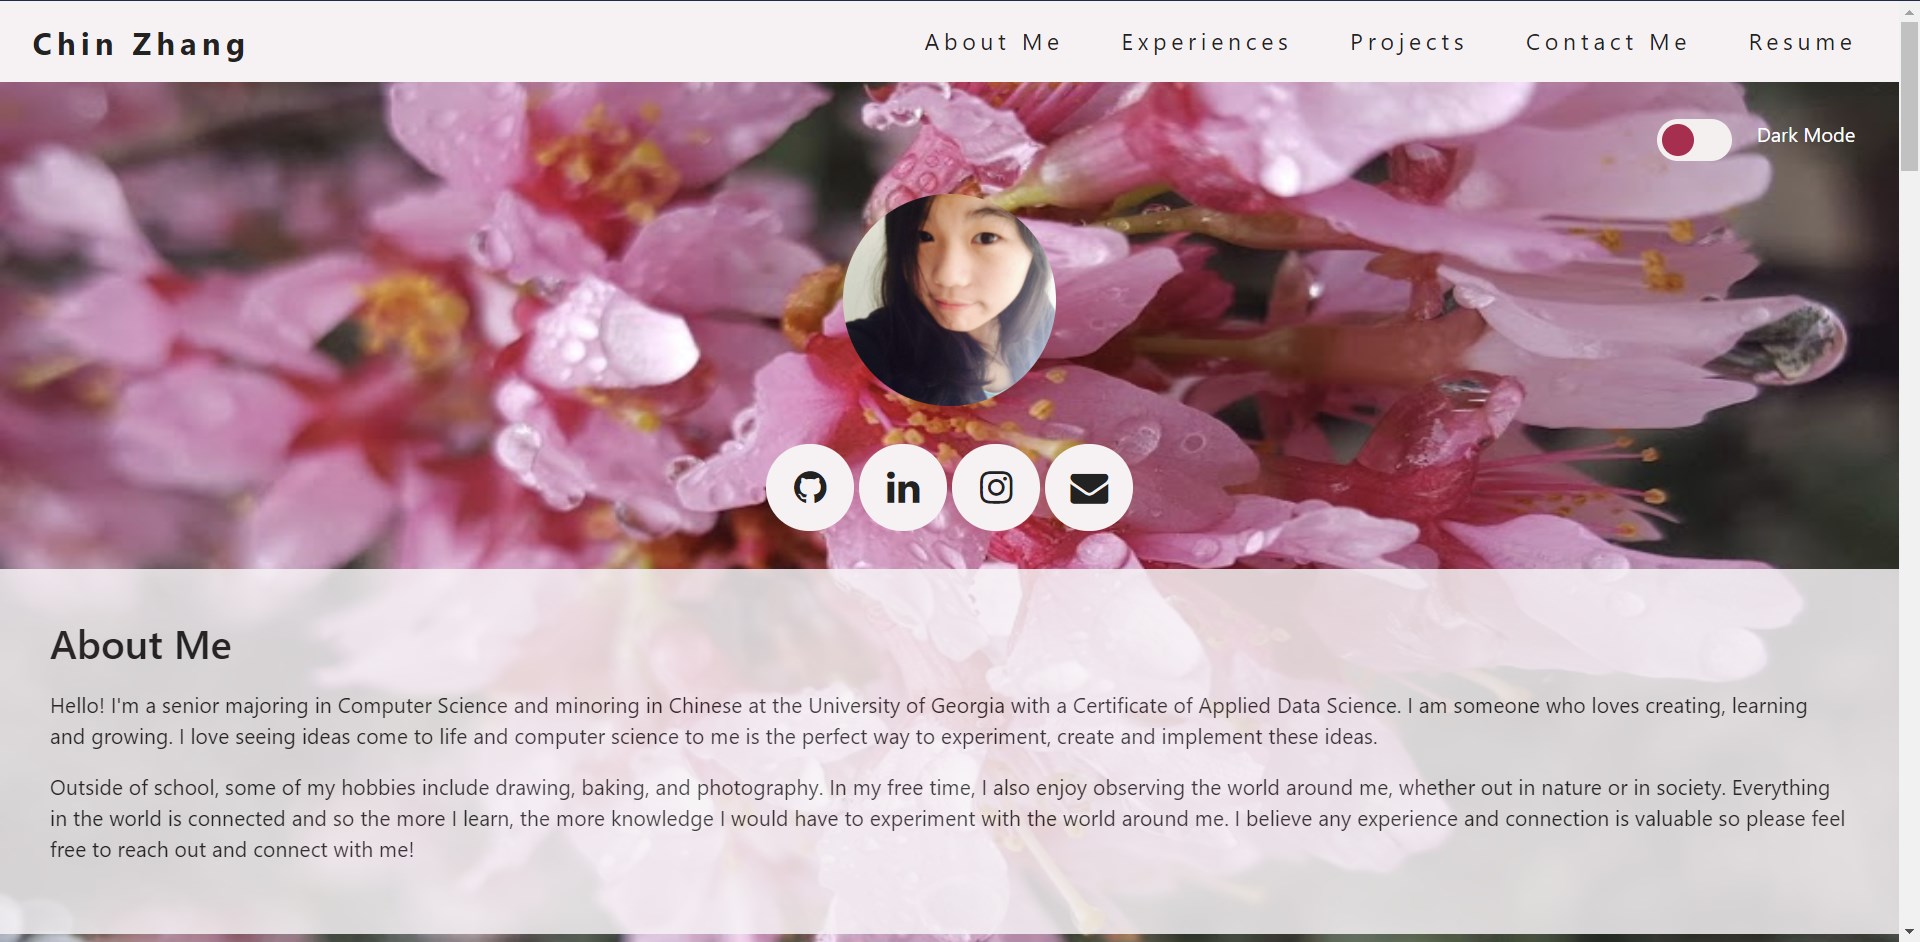 Chin Zhang
About Me
Experiences
Projects
Contact Me
Resume
Dark Mode
About Me
Hello! I'm a senior majoring in Computer Science and minoring in Chinese at the University of Georgia with a Certificate of Applied Data Science. I am someone who loves creating, learning
and growing. I love seeing ideas come to life and computer science to me is the perfect way to experiment, create and implement these ideas.
Outside of school, some of my hobbies include drawing, baking, and photography. In my free time, I also enjoy observing the world around me, whether out in nature or in society. Everything
in the world is connected and so the more I learn, the more knowledge I would have to experiment with the world around me. I believe any experience and connection is valuable so please feel
free to reach out and connect with me!